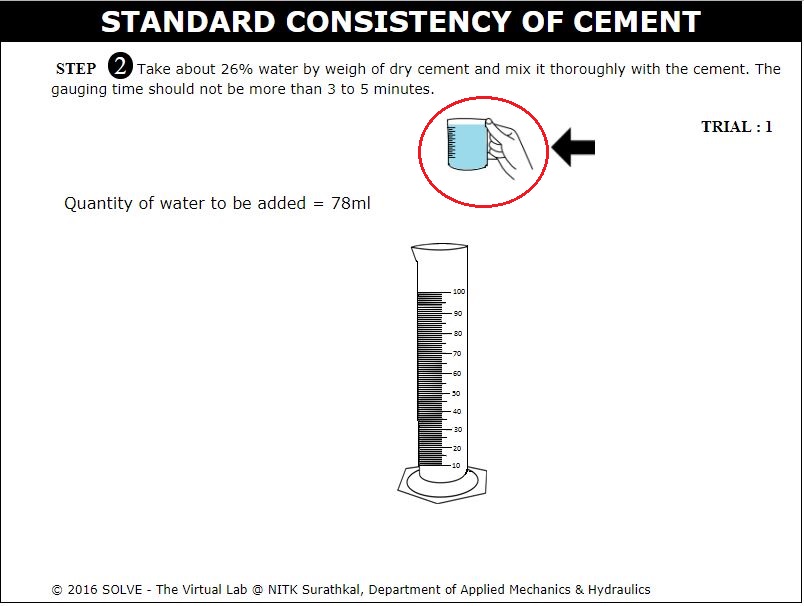 STANDARD CONSISTENCY OF CEMENT
STEP 2 Take about 26% water by weigh of dry cement and mix it thoroughly with the cement. The
gauging time should not be more than 3 to 5 minutes.
TRIAL : 1
Quantity of water to be added = 78ml
100
90
80
70
60
50
40
30
20
10
© 2016 SOLVE - The Virtual Lab @ NITK Surathkal, Department of Applied Mechanics & Hydraulics